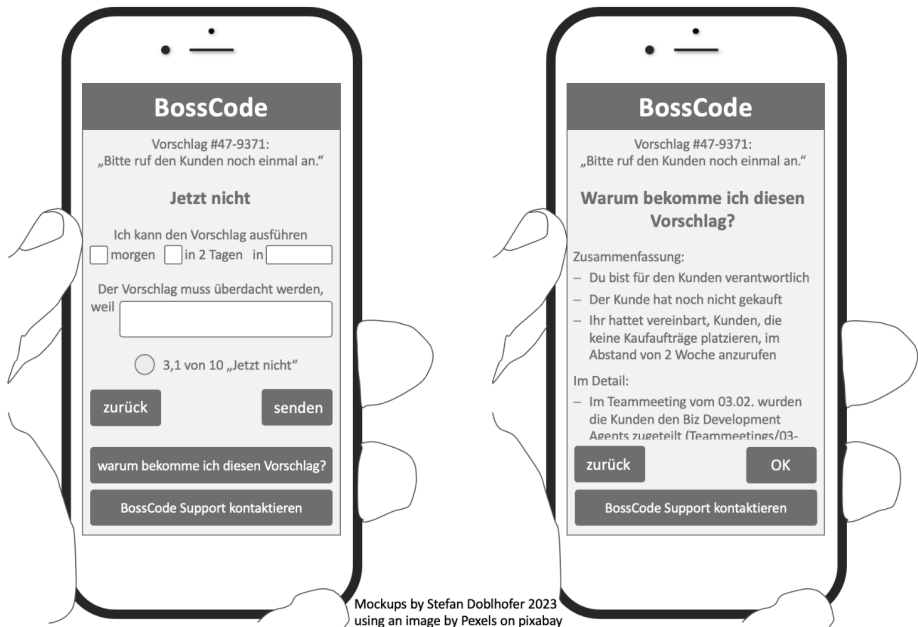 BossCode
Vorschlag #47-9371:
„Bitte ruf den Kunden noch einmal an.“
Jetzt nicht
Ich kann den Vorschlag ausführen
morgen in 2 Tagen in
Der Vorschlag muss überdacht werden,
weil
3,1 von 10 „Jetzt nicht“
zurück senden
warum bekomme ich diesen Vorschlag?
BossCode Support kontaktieren
BossCode
Vorschlag #47-9371:
„Bitte ruf den Kunden noch einmal an.“
Warum bekomme ich diesen
Vorschlag?
Zusammenfassung:
– Du bist für den Kunden verantwortlich
– Der Kunde hat noch nicht gekauft
– Ihr hattet vereinbart, Kunden, die
keine Kaufaufträge platzieren, im
Abstand von 2 Woche anzurufen
Im Detail:
– Im Teammeeting vom 03.02. wurden
die Kunden den Biz Development
Agents zugeteilt (Teammeetings/03-
zurück OK
BossCode Support kontaktieren
Mockups by Stefan Doblhofer 2023
using an image by Pexels on pixabay